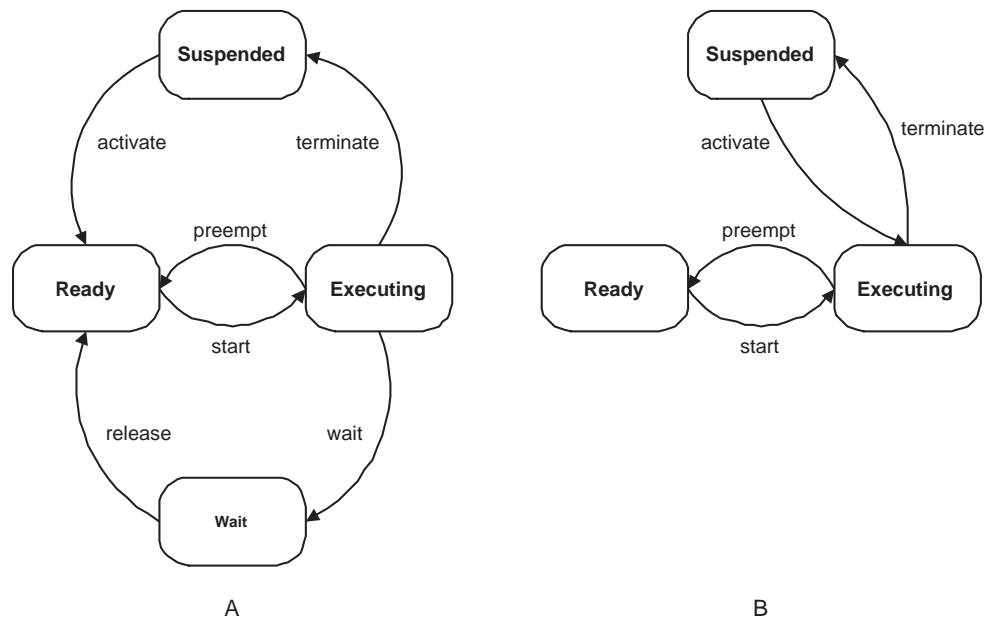 Suspended
activate
terminate
preempt
Ready
Executing
start
release
wait
Wait
A
Suspended
activate
terminate
preempt
Ready
Executing
start
B